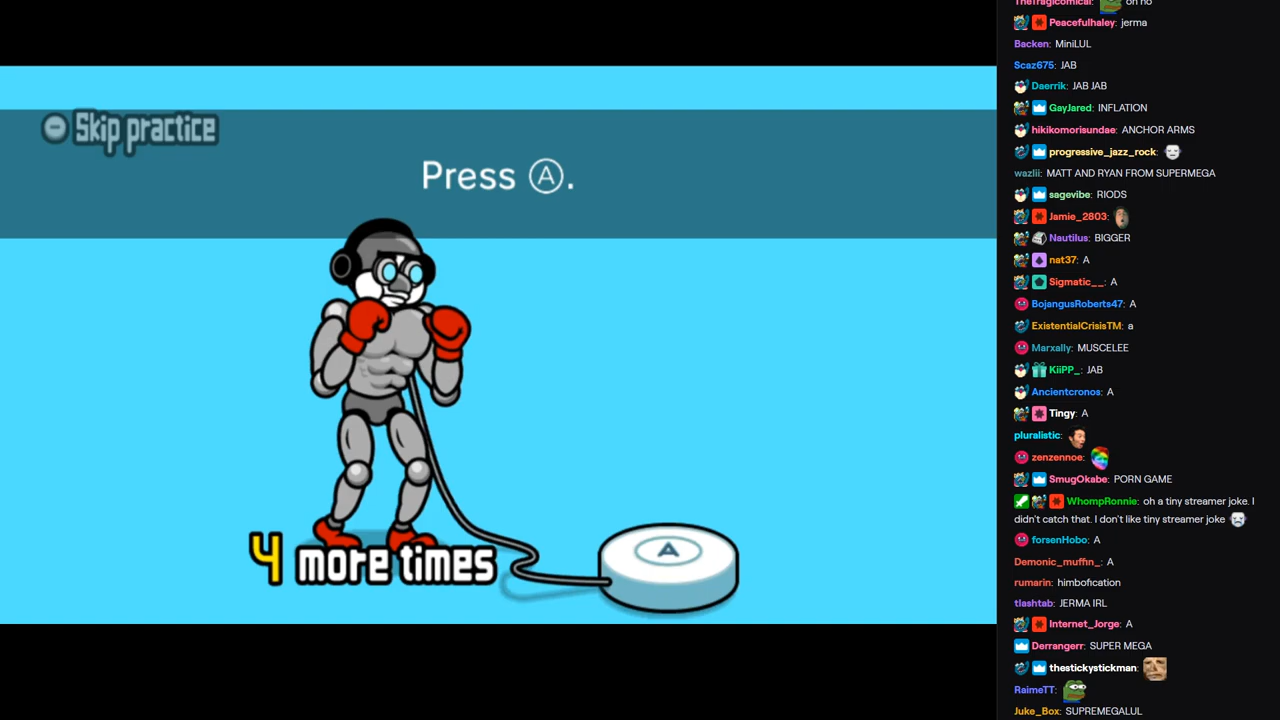 Skip practice
Press Ⓐ.
4 more times
A
TheTragicomical: oh no
Peacefulhaley: jerma
Backen: MiniLUL
Scaz675: JAB
Daerrik: JAB JAB
GayJared: INFLATION
hikikomorisundae: ANCHOR ARMS
progressive_jazz_rock:
wazlii: MATT AND RYAN FROM SUPERMEGA
sagevibe: RIODS
Jamie_2803:
Nautilus: BIGGER
nat37: A
Sigmatic__: A
BojangusRoberts47: A
ExistentialCrisisTM: a
Marxally: MUSCELEE
KiiPP_: JAB
Ancientcronos: A
Tingy: A
pluralistic:
zenzennoe:
SmugOkabe: PORN GAME
WhompRonnie: oh a tiny streamer joke. I
didn't catch that. I don't like tiny streamer joke
forsenHobo: A
Demonic_muffin_: A
rumarin: himbofication
tlashtab: JERMA IRL
Internet_Jorge: A
Derrangerr: SUPER MEGA
thestickystickman:
RaimeTT:
Juke_Box: SUPREMEGALUL